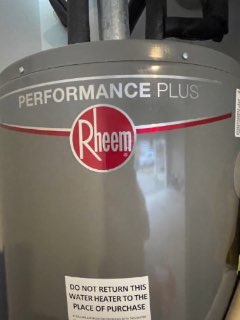 PERFORMANCE PLUS
Rheem
DO NOT RETURN THIS
WATER HEATER TO THE
PLACE OF PURCHASE